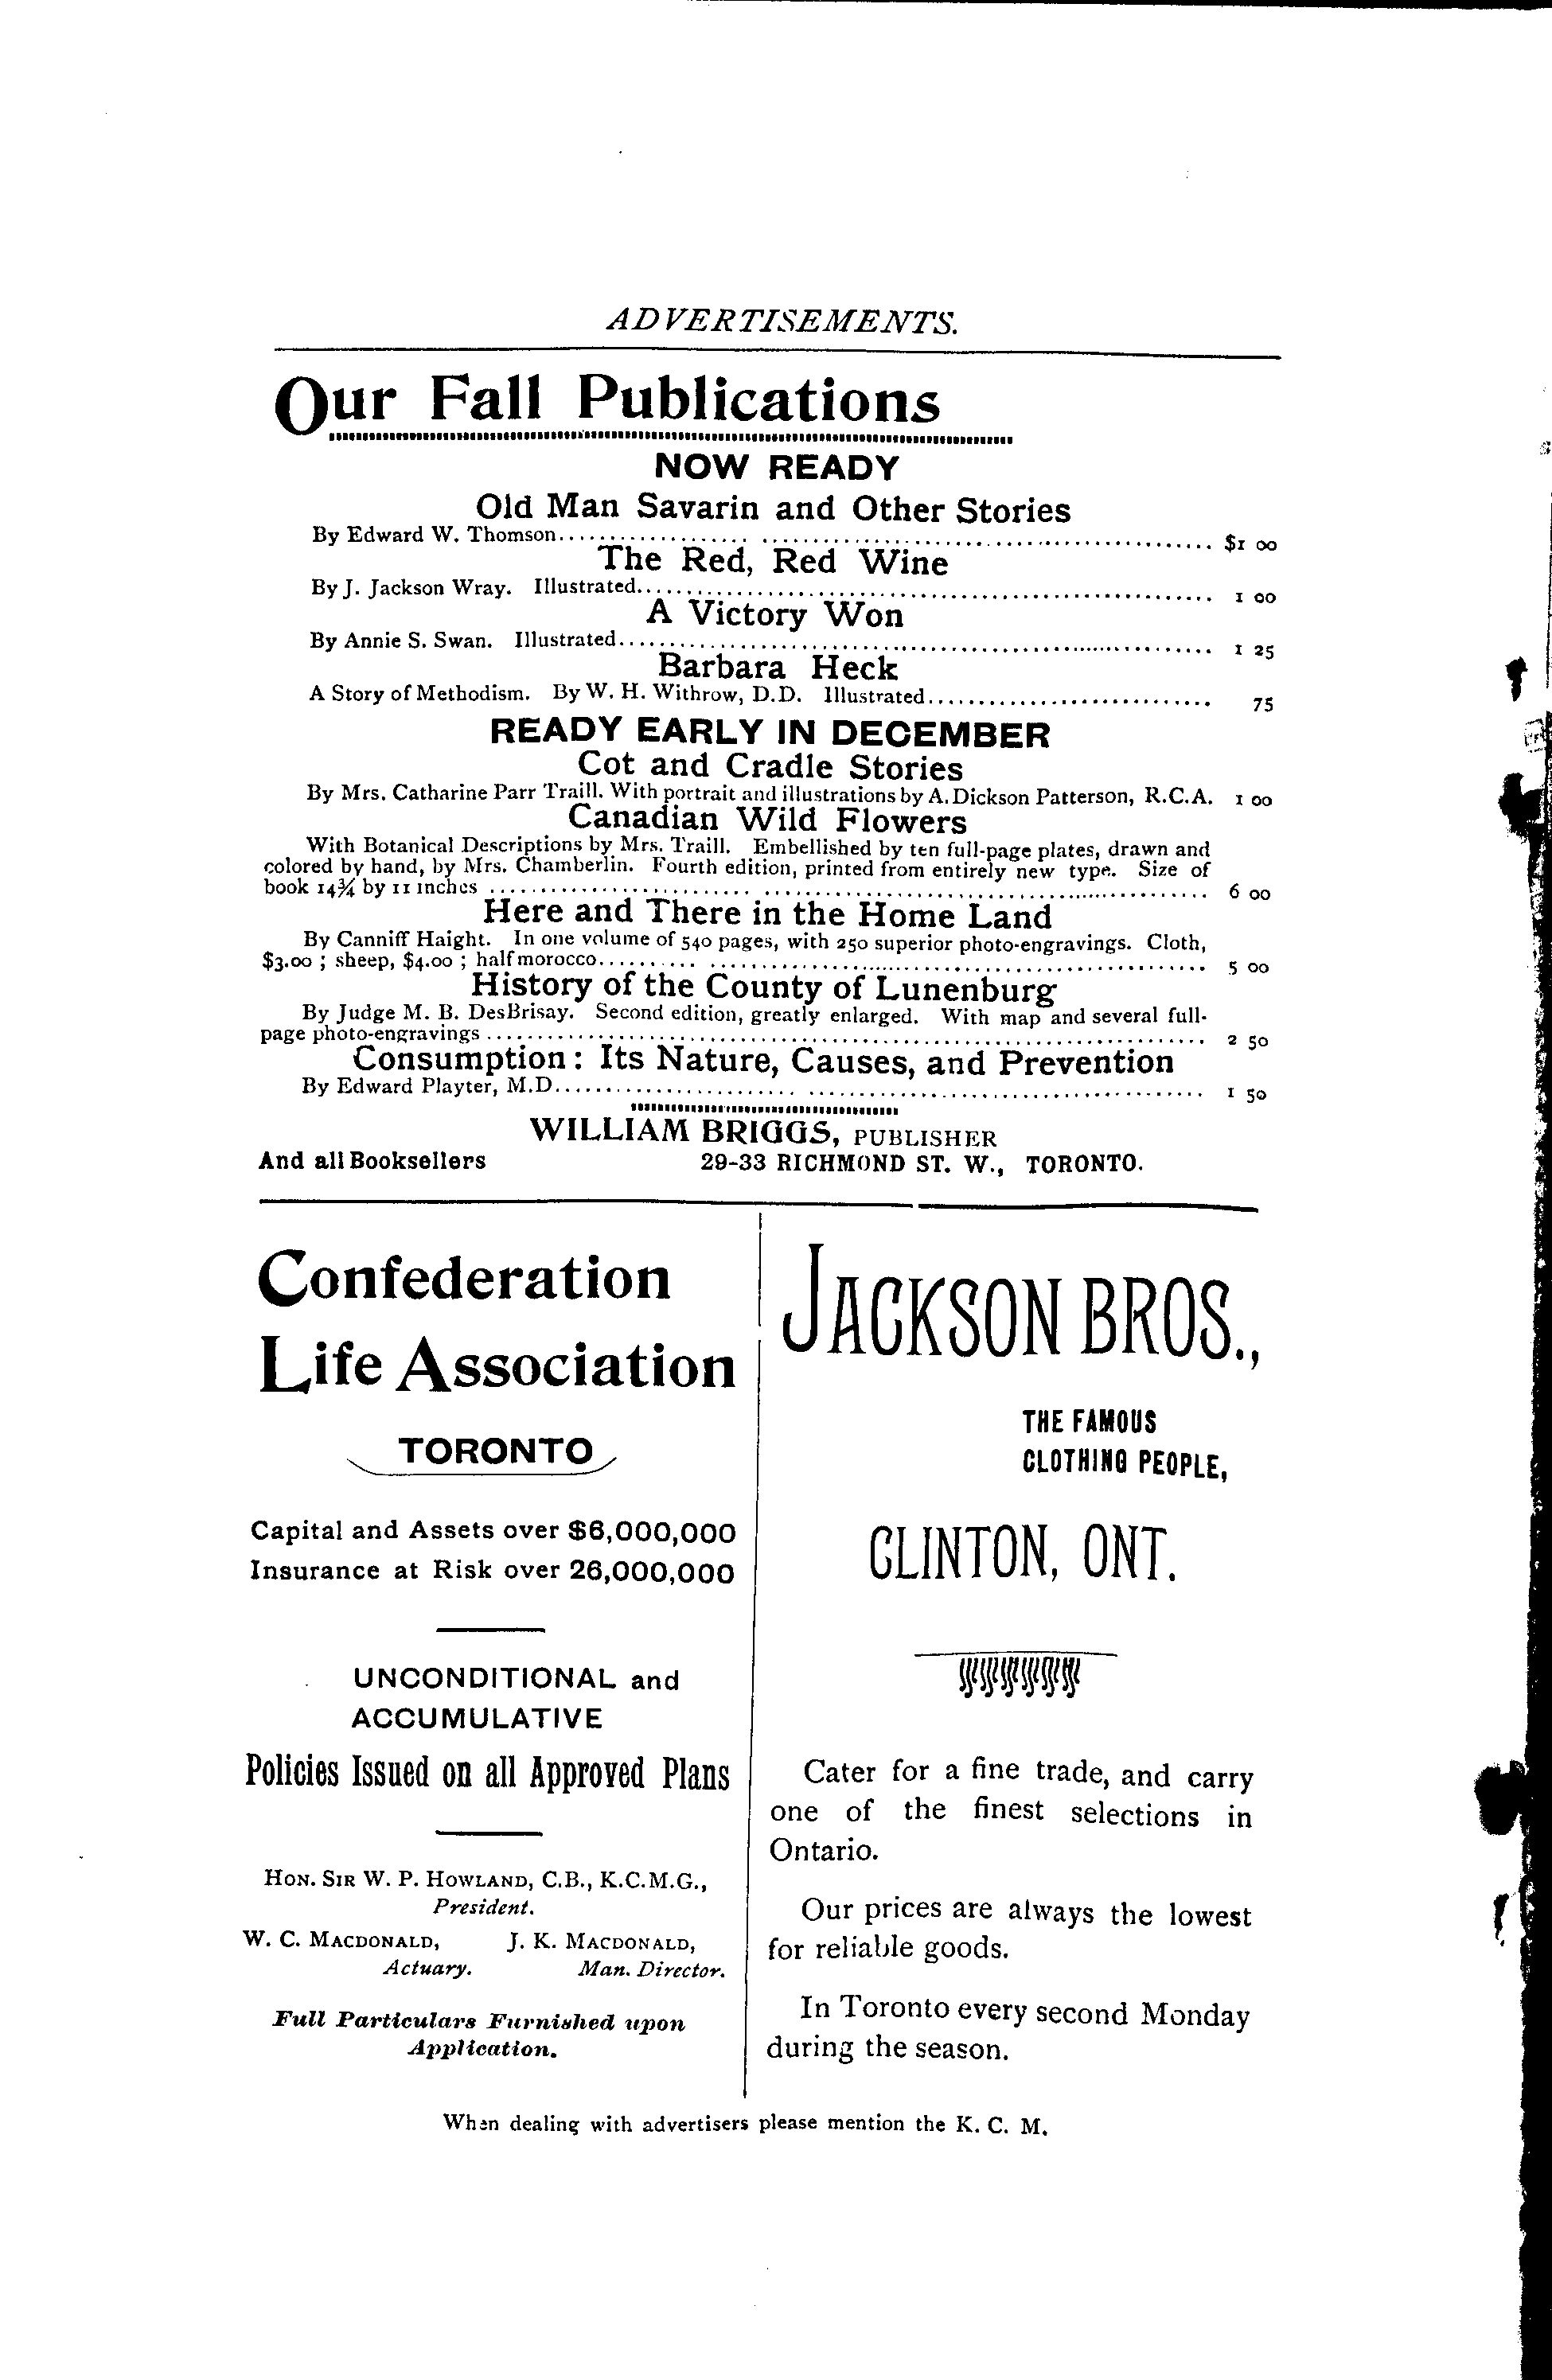 ADVERTISEMENTS.
Our Fall Publications
NOW READY
Old Man Savarin and Other Stories
By Edward W. Thomson.................. ............................................. $1 00
The Red, Red Wine
By J. Jackson Wray. Illustrated......................................................... 1 00
A Victory Won
By Annie S. Swan. Illustrated........................................................... 1 25
Barbara Heck
A Story of Methodism. By W. H. Withrow, D.D. Illustrated............................ 75
READY EARLY IN DECEMBER
Cot and Cradle Stories
By Mrs. Catharine Parr Traill. With portrait and illustrations by A. Dickson Patterson, R.C.A. 1 00
Canadian Wild Flowers
With Botanical Descriptions by Mrs. Traill. Embellished by ten full-page plates, drawn and
colored by hand, by Mrs. Chamberlin. Fourth edition, printed from entirely new type. Size of
book 14¾ by 11 inches .......................... ............................................ 6 00
Here and There in the Home Land
By Canniff Haight. In one volume of 540 pages, with 250 superior photo-engravings. Cloth,
$3.00 ; sheep, $4.00 ; half morocco.......... ................................................. 5 00
History of the County of Lunenburg
By Judge M. B. DesBrisay. Second edition, greatly enlarged. With map and several full-
page photo-engravings ....................................................................... 2 50
Consumption: Its Nature, Causes, and Prevention
By Edward Playter, M.D........................ ....................................... 1 50
WILLIAM BRIGGS, PUBLISHER
And all Booksellers 29-33 RICHMOND ST. W., TORONTO.
Confederation
Life Association
TORONTO
Capital and Assets over $6,000,000
Insurance at Risk over 26,000,000
UNCONDITIONAL and
ACCUMULATIVE
Policies Issued on all Approved Plans
HON. SIR W. P. HOWLAND, C.B., K.C.M.G.,
President.
W. C. MACDONALD, J. K. MACDONALD,
Actuary. Man. Director.
Full Particulars Furnished upon
Application.
JACKSON BROS.,
THE FAMOUS
CLOTHING PEOPLE,
CLINTON, ONT.
Cater for a fine trade, and carry
one of the finest selections in
Ontario.
Our prices are always the lowest
for reliable goods.
In Toronto every second Monday
during the season.
When dealing with advertisers please mention the K. C. M.